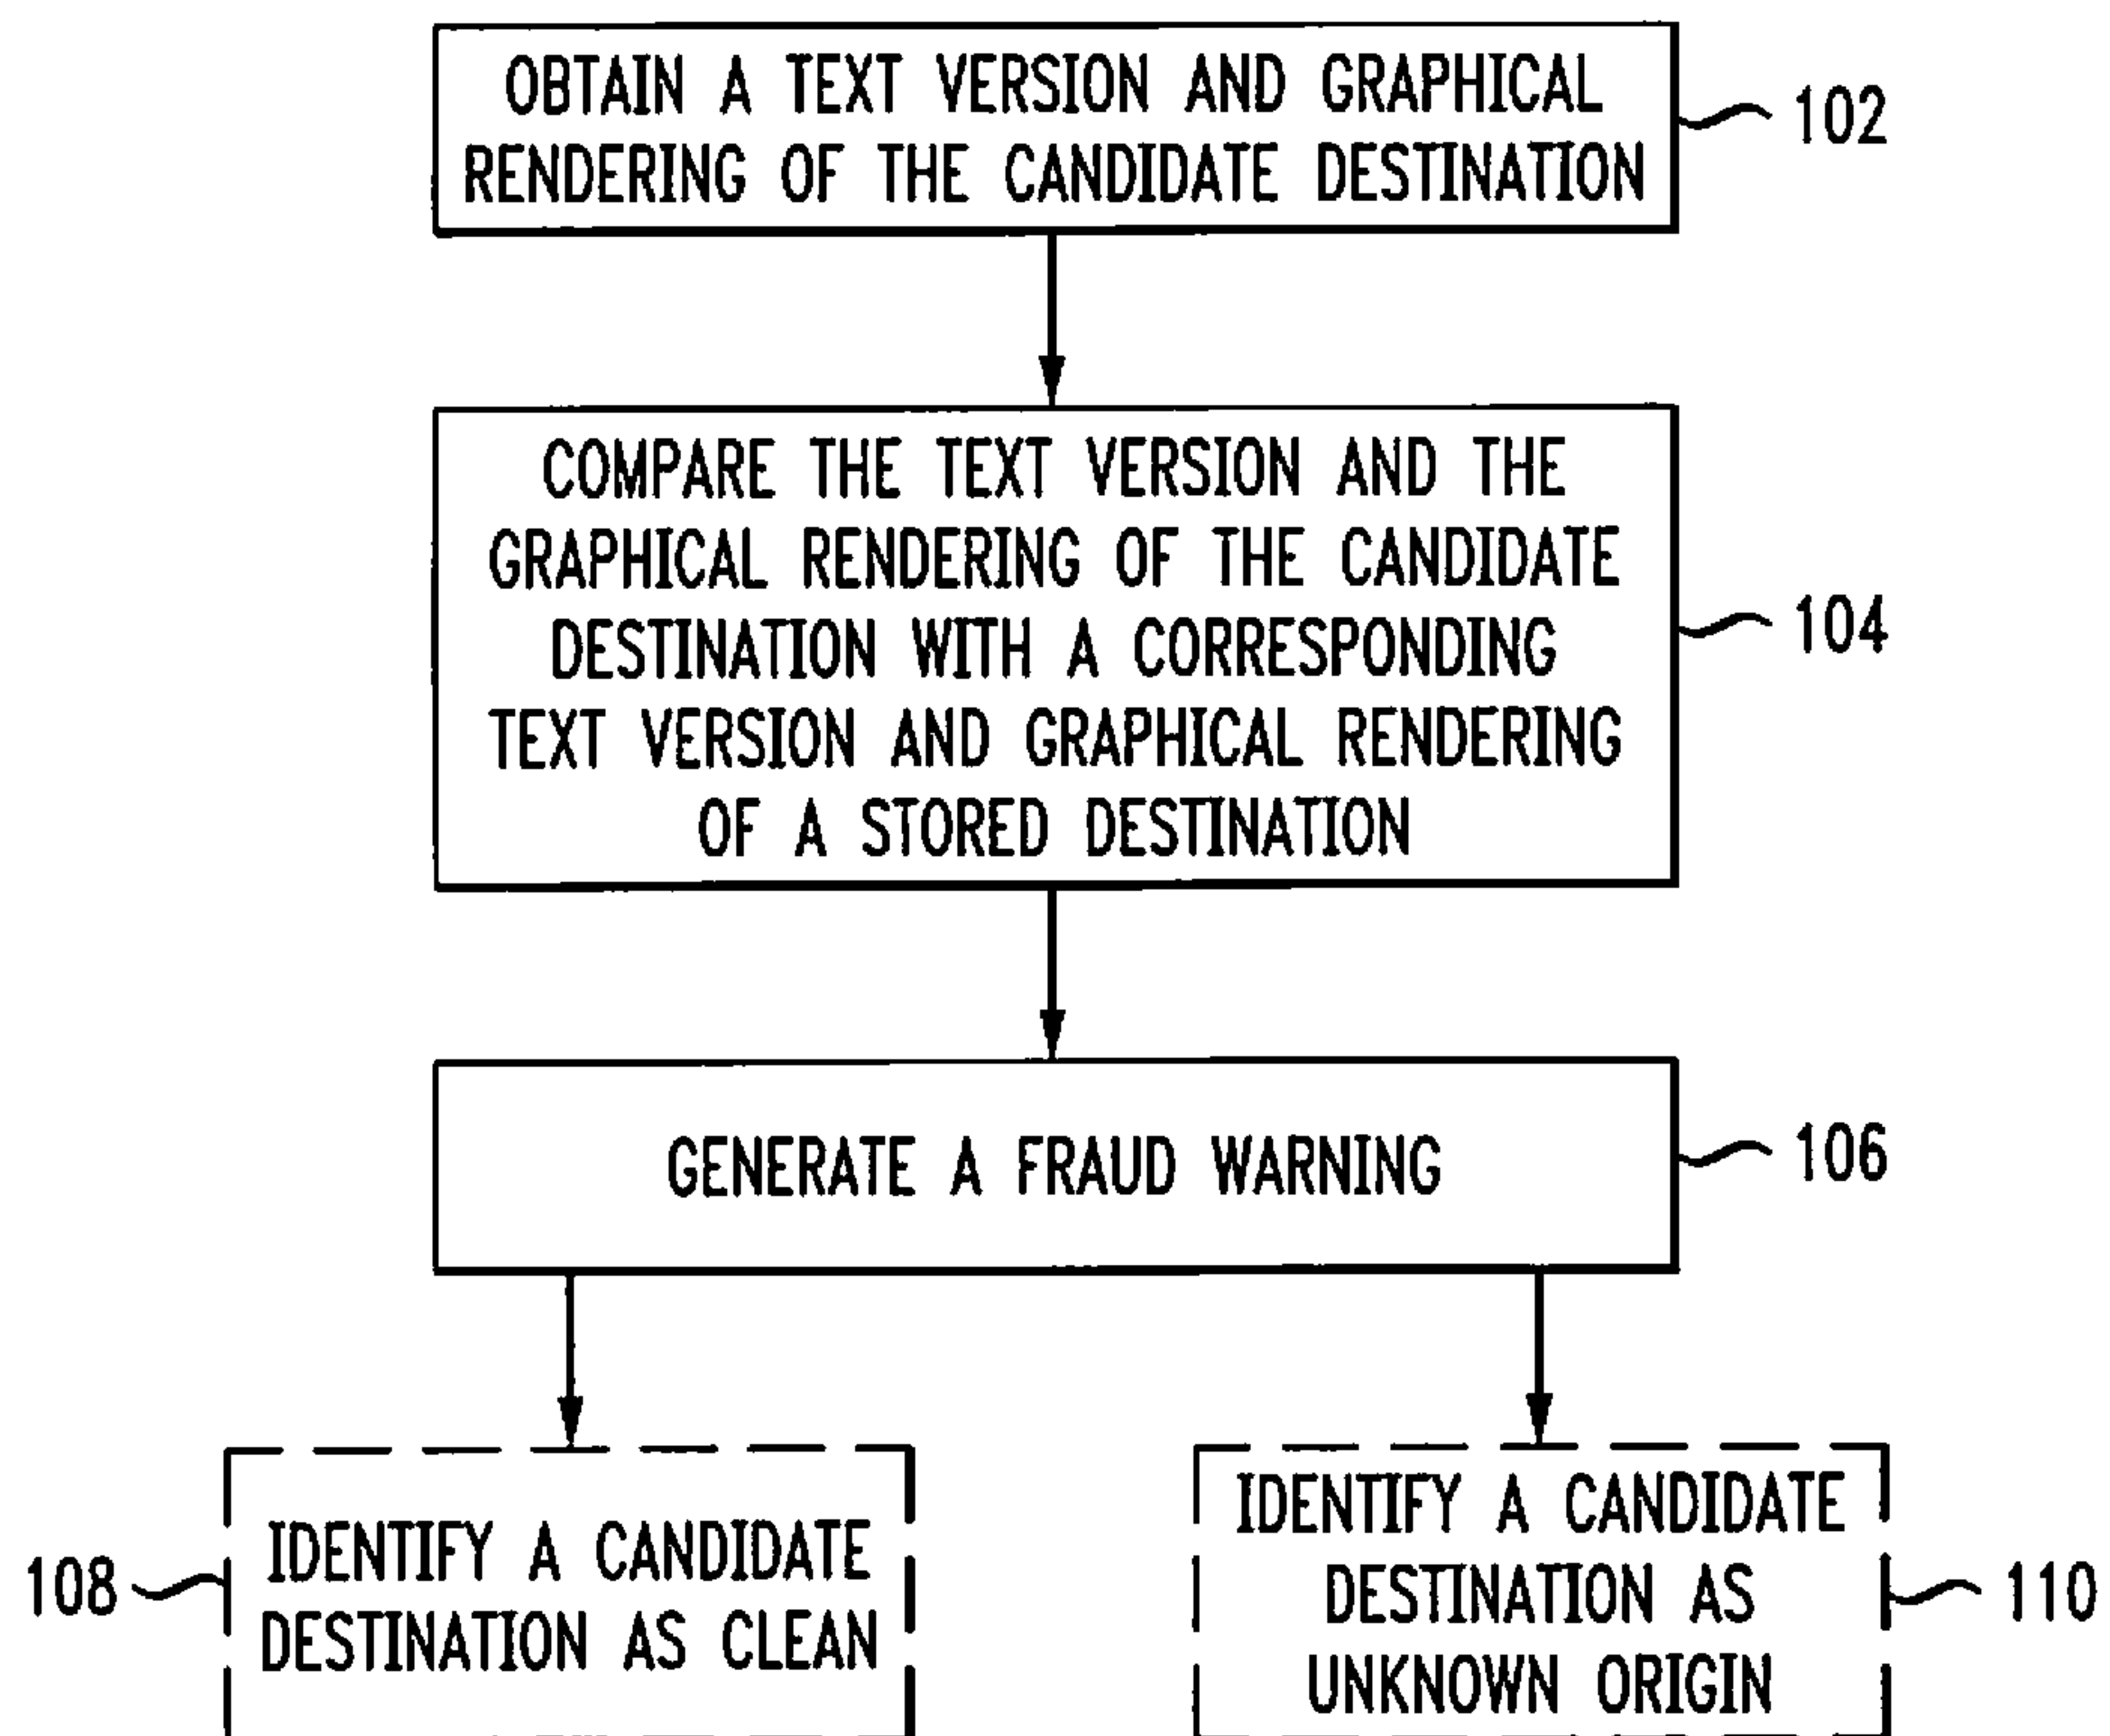 OBTAIN A TEXT VERSION AND GRAPHICAL
RENDERING OF THE CANDIDATE DESTINATION
102
COMPARE THE TEXT VERSION AND THE
GRAPHICAL RENDERING OF THE CANDIDATE
DESTINATION WITH A CORRESPONDING
TEXT VERSION AND GRAPHICAL RENDERING
OF A STORED DESTINATION
104
GENERATE A FRAUD WARNING
106
108
IDENTIFY A CANDIDATE
DESTINATION AS CLEAN
IDENTIFY A CANDIDATE
DESTINATION AS
UNKNOWN ORIGIN
110